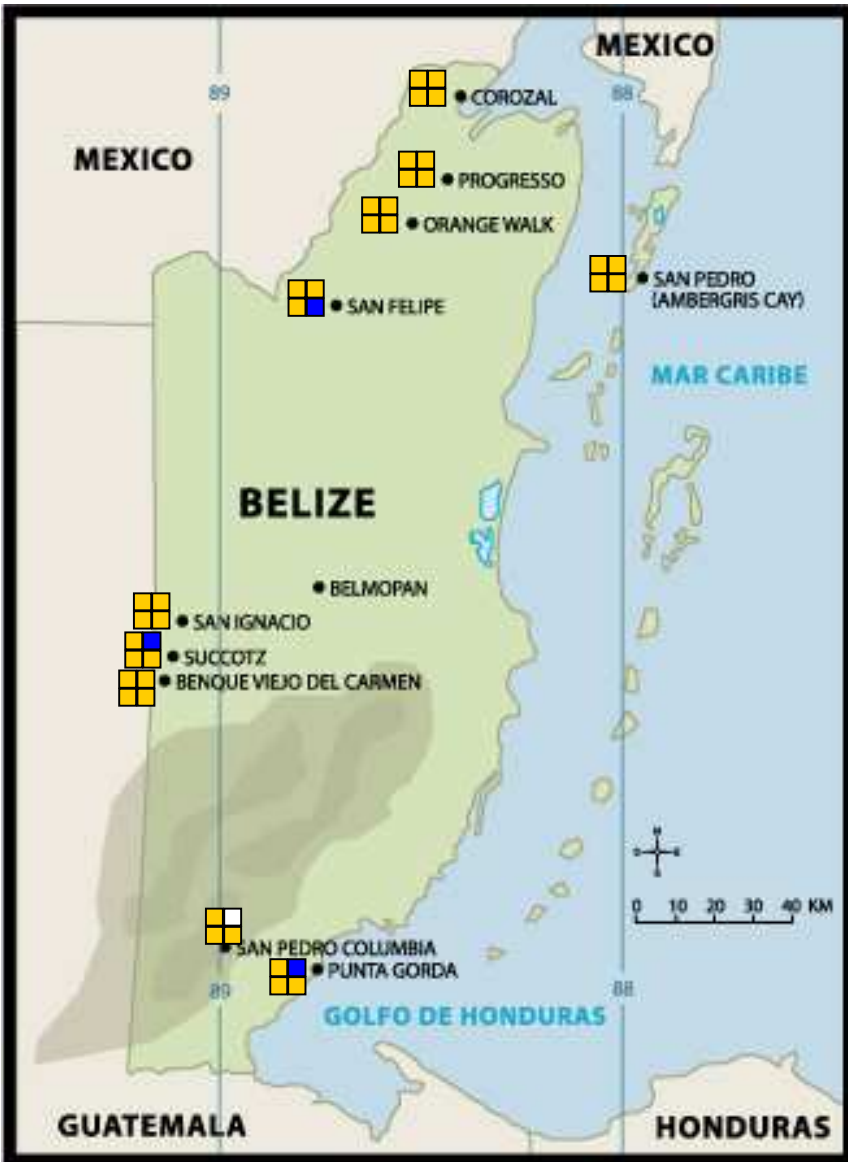 MEXICO
89
88
COROZAL
MEXICO
PROGRESSO
ORANGE WALK
SAN PEDRO
(AMBERGRIS CAY)
SAN FELIPE
MAR CARIBE
BELIZE
BELMOPAN
SAN IGNACIO
SUCCOTZ
BENQUE VIEJO DEL CARMEN
0 10 20 30 40 KM
SAN PEDRO COLUMBIA
PUNTA GORDA
89
88
GOLFO DE HONDURAS
GUATEMALA
HONDURAS